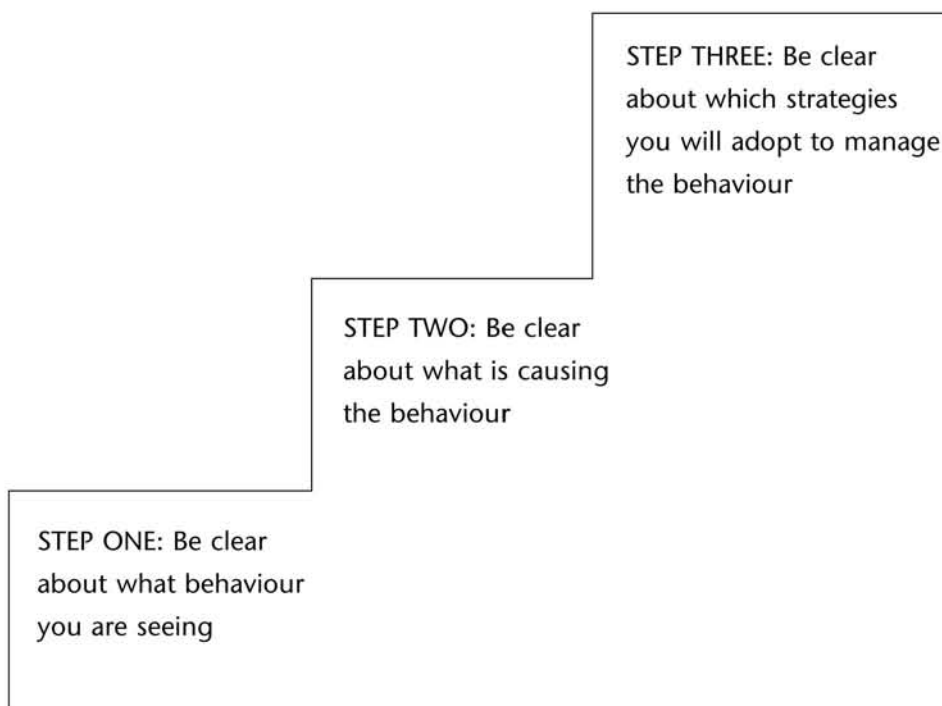 STEP THREE: Be clear
about which strategies
you will adopt to manage
the behaviour
STEP TWO: Be clear
about what is causing
the behaviour
STEP ONE: Be clear
about what behaviour
you are seeing